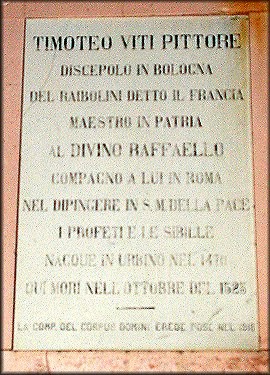 TIMOTEO VITI PITTORE
DISCEPOLO IN BOLOGNA
DEL RAIBOLINI DETTO IL FRANCIA
MAESTRO IN PATRIA
AL DIVINO RAFFAELLO
COMPAGNO A LUI IN ROMA
NEL DIPINGERE IN S. M. DELLA PACE
I PROFETI E LE SIBILLE
NACQUE IN URBINO NEL 1470
QUI MORÌ NELL OTTOBRE DEL 1523
LA COMP. DEL CORPUS DOMINI EREDE POSE NEL